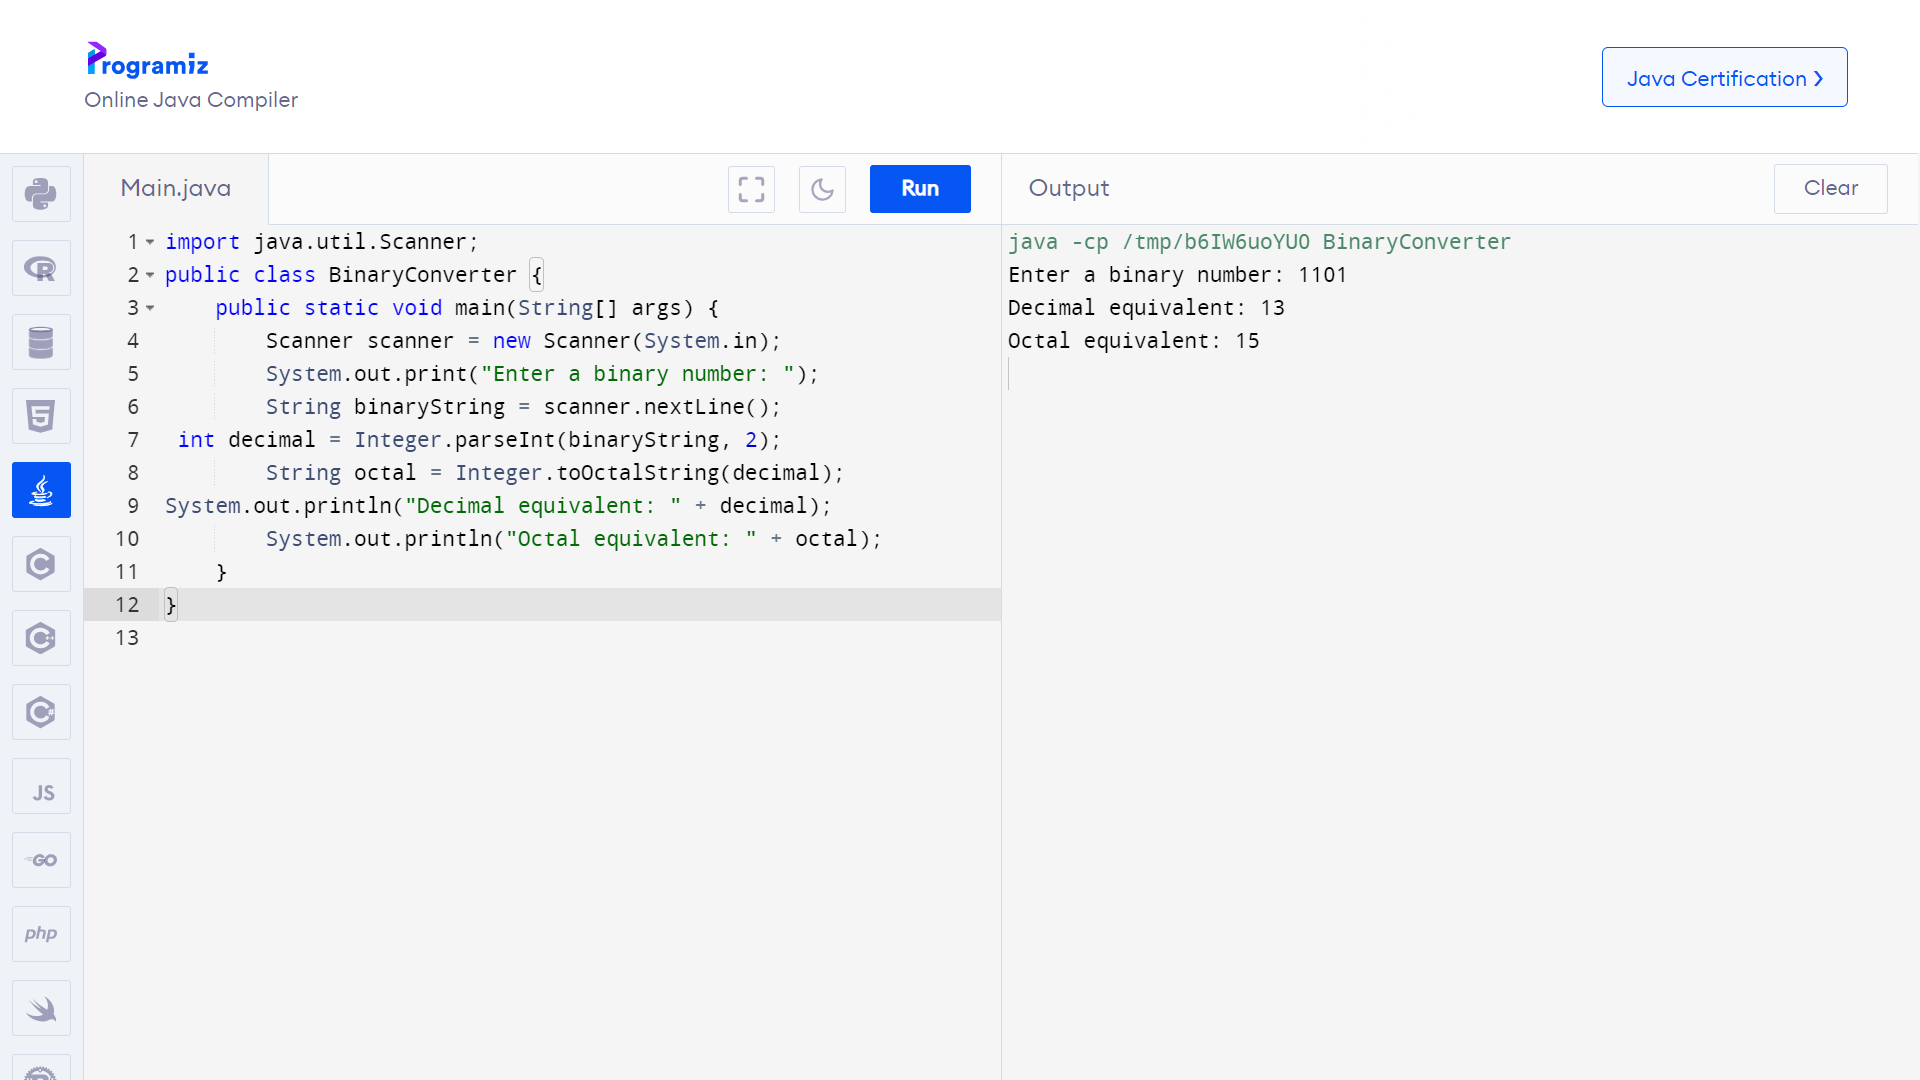 Programiz
Online Java Compiler
Java Certification ›
Main.java
Run
Output
Clear
1 import java.util.Scanner;
2 public class BinaryConverter {
3     public static void main(String[] args) {
4         Scanner scanner = new Scanner(System.in);
5         System.out.print("Enter a binary number: ");
6         String binaryString = scanner.nextLine();
7  int decimal = Integer.parseInt(binaryString, 2);
8         String octal = Integer.toOctalString(decimal);
9 System.out.println("Decimal equivalent: " + decimal);
10         System.out.println("Octal equivalent: " + octal);
11     }
12 }
13
java -cp /tmp/b6IW6uoYUO BinaryConverter
Enter a binary number: 1101
Decimal equivalent: 13
Octal equivalent: 15
R
5
C
C++
C#
JS
GO
php